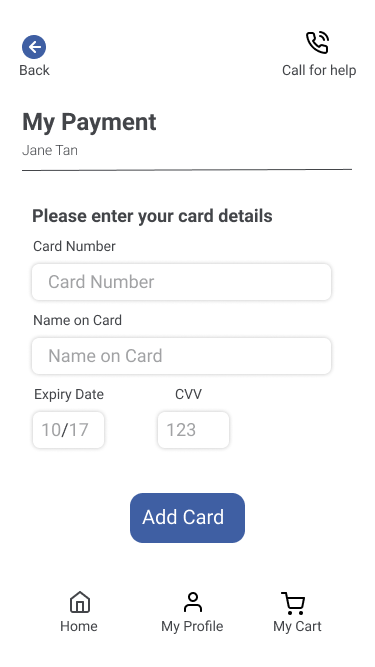 Back
Call for help
My Payment
Jane Tan
Please enter your card details
Card Number
Card Number
Name on Card
Name on Card
Expiry Date
CVV
10/17
123
Add Card
Home
My Profile
My Cart